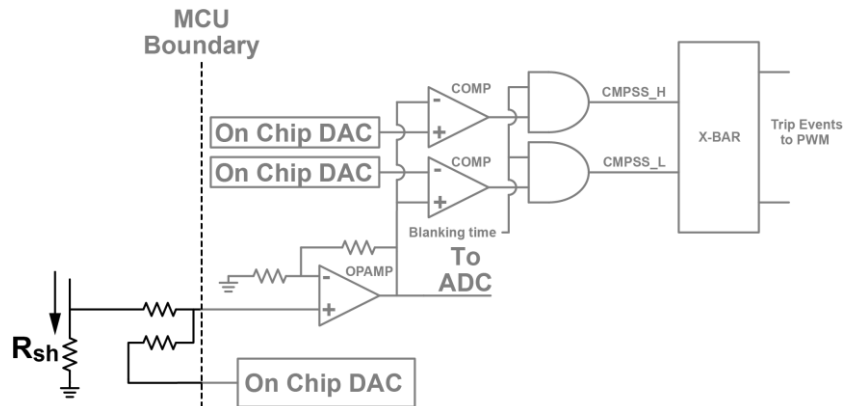 MCU
Boundary
COMP
-
+
On Chip DAC
CMPSS_H
COMP
On Chip DAC
-
+
CMPSS_L
X-BAR
Trip Events
to PWM
Blanking time
To
ADC
OPAMP
-
+
Rsh
On Chip DAC